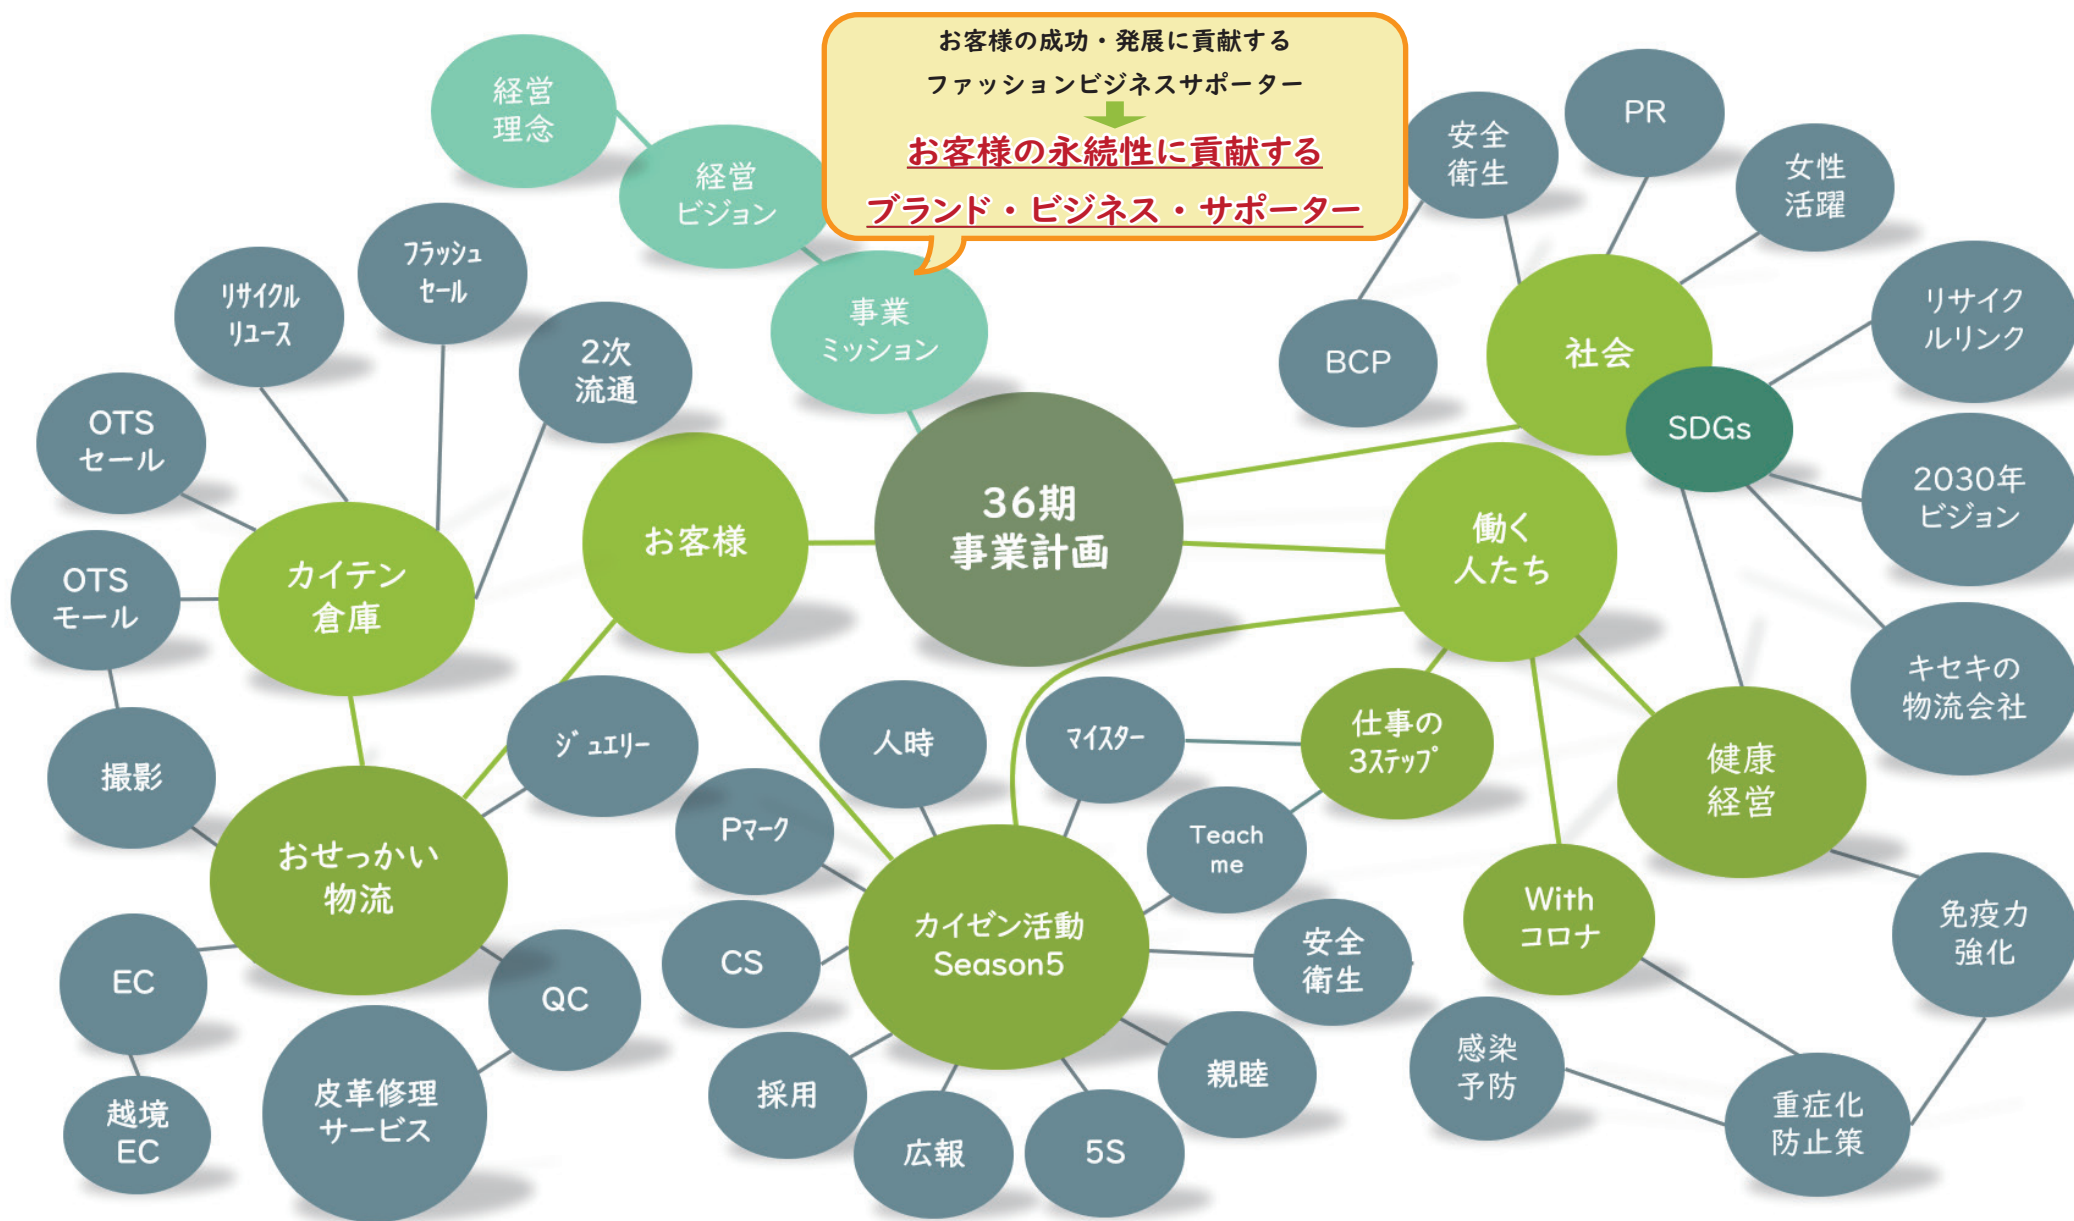 お客様の成功・発展に貢献する
ファッションビジネスサポーター
お客様の永続性に貢献する
ブランド・ビジネス・サポーター
経営
理念
経営
ビジョン
事業
ミッション
36期
事業計画
安全
衛生
PR
女性
活躍
BCP
社会
リサイク
ルリンク
SDGs
2030年
ビジョン
キセキの
物流会社
フラッシュ
セール
リサイクル
リユース
2次
流通
OTS
セール
OTS
モール
カイテン
倉庫
お客様
働く
人たち
撮影
ジュエリー
おせっかい
物流
EC
越境
EC
皮革修理
サービス
QC
人時
マイスター
仕事の
3ステップ
Pマーク
Teach
me
CS
カイゼン活動
Season5
安全
衛生
採用
広報
5S
親睦
健康
経営
With
コロナ
免疫力
強化
感染
予防
重症化
防止策